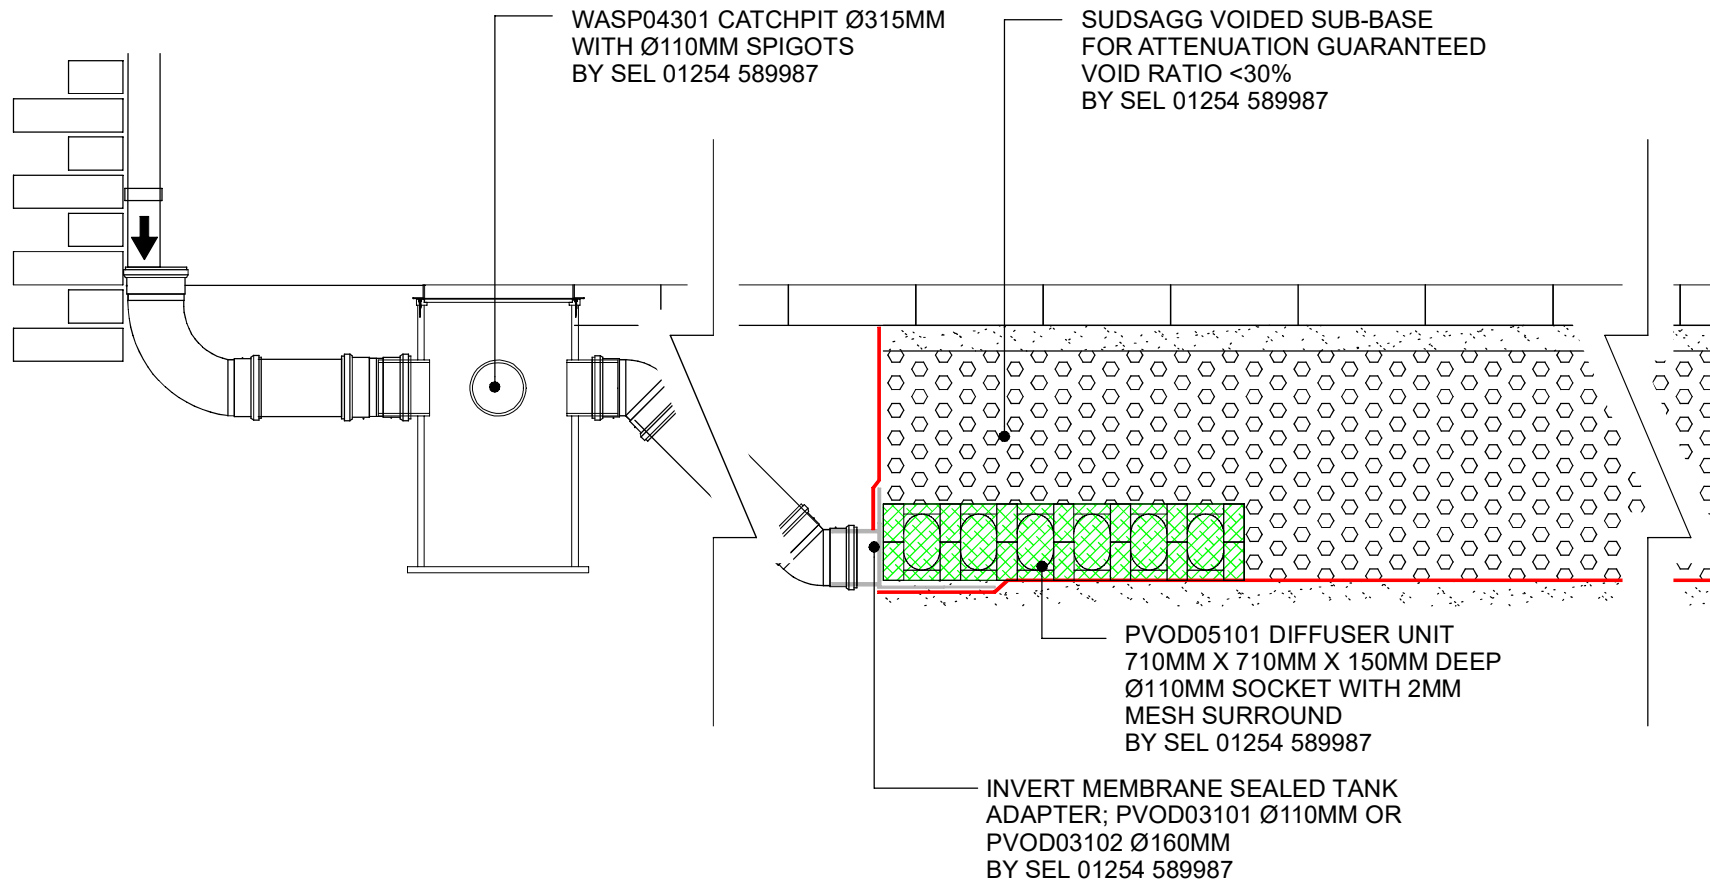 WASP04301 CATCHPIT Ø315MM
WITH Ø110MM SPIGOTS
BY SEL 01254 589987
SUDSAGG VOIDED SUB-BASE
FOR ATTENUATION GUARANTEED
VOID RATIO <30%
BY SEL 01254 589987
PVOD05101 DIFFUSER UNIT
710MM X 710MM X 150MM DEEP
Ø110MM SOCKET WITH 2MM
MESH SURROUND
BY SEL 01254 589987
INVERT MEMBRANE SEALED TANK
ADAPTER; PVOD03101 Ø110MM OR
PVOD03102 Ø160MM
BY SEL 01254 589987